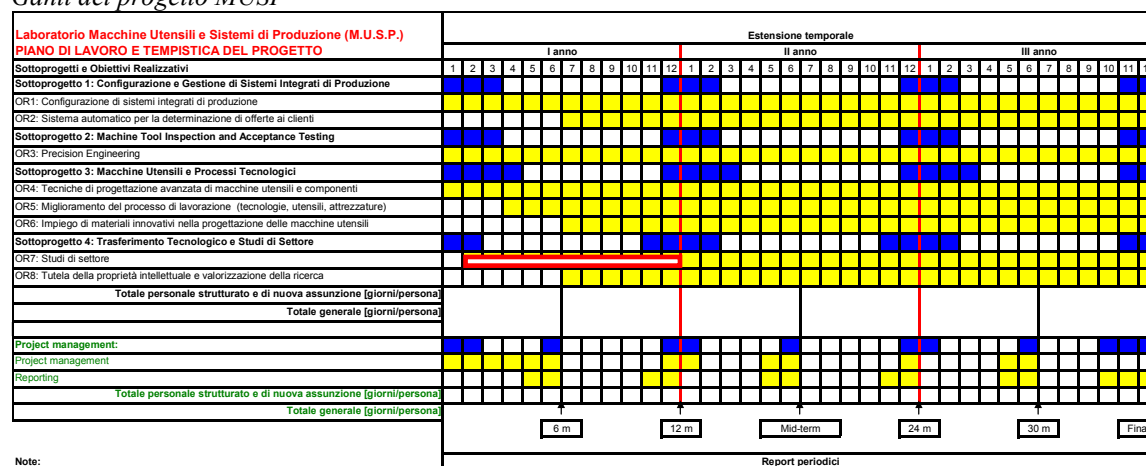 Gantt del progetto MUSP
Laboratorio Macchine Utensili e Sistemi di Produzione (M.U.S.P.)
PIANO DI LAVORO E TEMPISTICA DEL PROGETTO
Estensione temporale
I anno II anno III anno
Sottoprogetti e Obiettivi Realizzativi 1 2 3 4 5 6 7 8 9 10 11 12 1 2 3 4 5 6 7 8 9 10 11 12 1 2 3 4 5 6 7 8 9 10 11
Sottoprogetto 1: Configurazione e Gestione di Sistemi Integrati di Produzione
OR1: Configurazione di sistemi integrati di produzione
OR2: Sistema automatico per la determinazione di offerte ai clienti
Sottoprogetto 2: Machine Tool Inspection and Acceptance Testing
OR3: Precision Engineering
Sottoprogetto 3: Macchine Utensili e Processi Tecnologici
OR4: Tecniche di progettazione avanzata di macchine utensili e componenti
OR5: Miglioramento del processo di lavorazione (tecnologie, utensili, attrezzature)
OR6: Impiego di materiali innovativi nella progettazione delle macchine utensili
Sottoprogetto 4: Trasferimento Tecnologico e Studi di Settore
OR7: Studi di settore
OR8: Tutela della proprietà intellettuale e valorizzazione della ricerca
Totale personale strutturato e di nuova assunzione [giorni/persona]
Totale generale [giorni/persona]
Project management:
Project management
Reporting
Totale personale strutturato e di nuova assunzione [giorni/persona]
Totale generale [giorni/persona]
6 m 12 m Mid-term 24 m 30 m Fina
Note: Report periodici